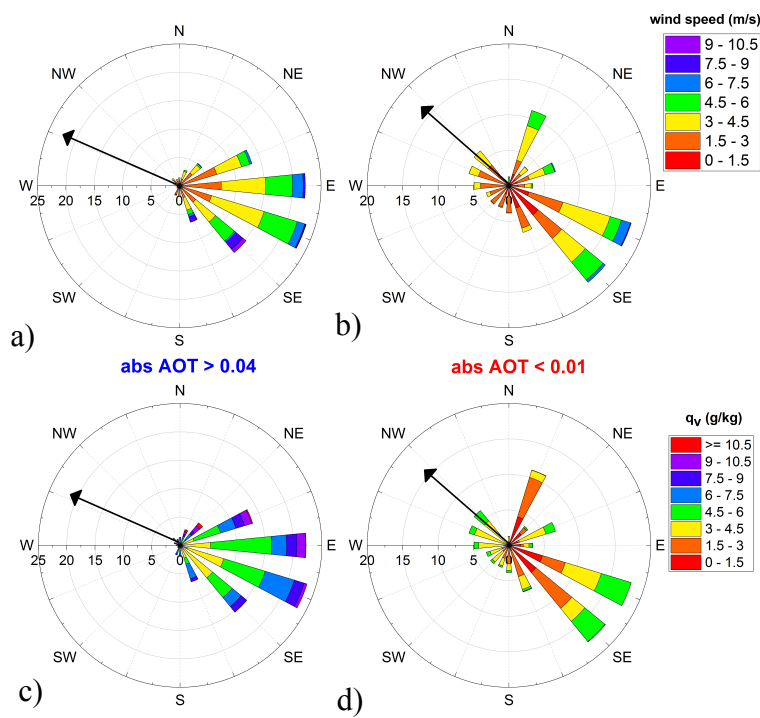 a)
N
NE
E
SE
S
SW
W
NW
25 20 15 10 5 0
b)
N
NE
E
SE
S
SW
W
NW
25 20 15 10 5 0
wind speed (m/s)
9 - 10.5
7.5 - 9
6 - 7.5
4.5 - 6
3 - 4.5
1.5 - 3
0 - 1.5
abs AOT > 0.04
abs AOT < 0.01
c)
N
NE
E
SE
S
SW
W
NW
25 20 15 10 5 0
d)
N
NE
E
SE
S
SW
W
NW
25 20 15 10 5 0
qv (g/kg)
>= 10.5
9 - 10.5
7.5 - 9
6 - 7.5
4.5 - 6
3 - 4.5
1.5 - 3
0 - 1.5